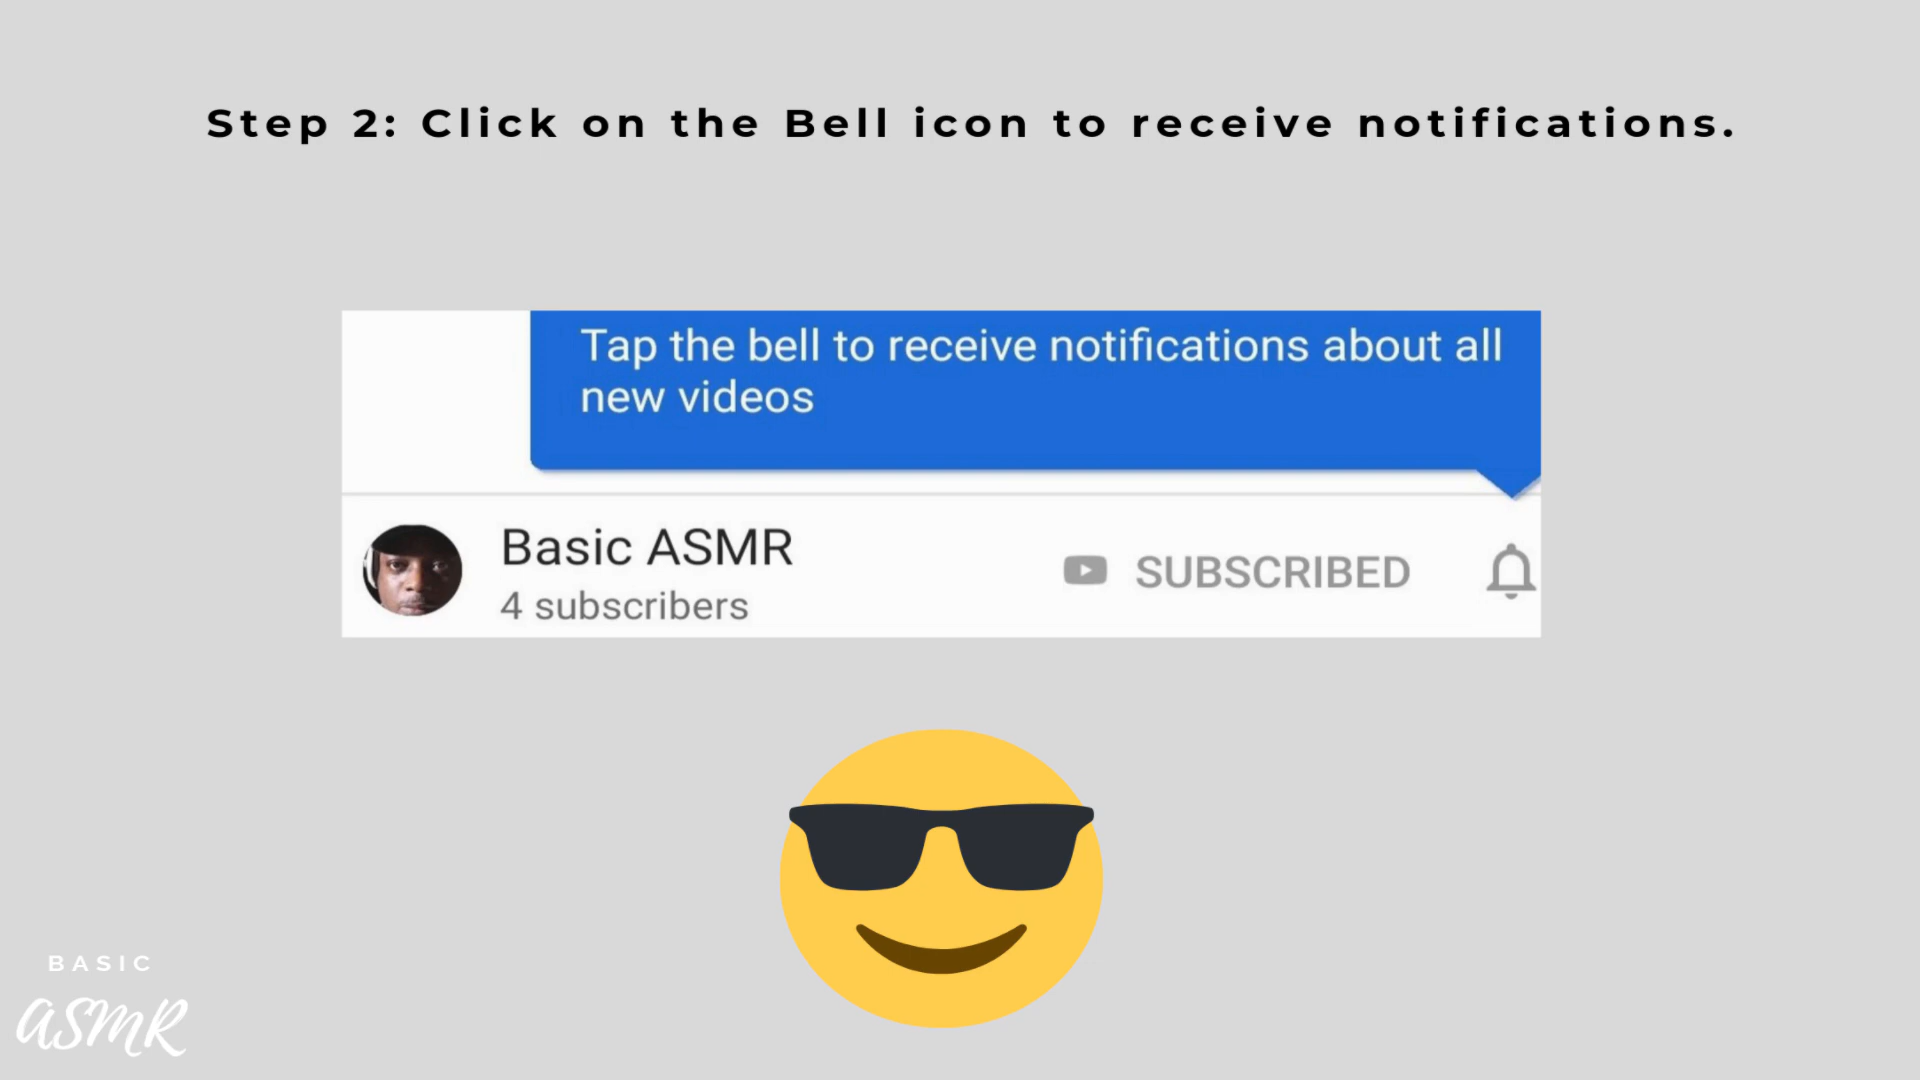 Step 2: Click on the Bell icon to receive notifications.
Tap the bell to receive notifications about all
new videos
Basic ASMR
SUBSCRIBED
4 subscribers
BASIC
ASMR